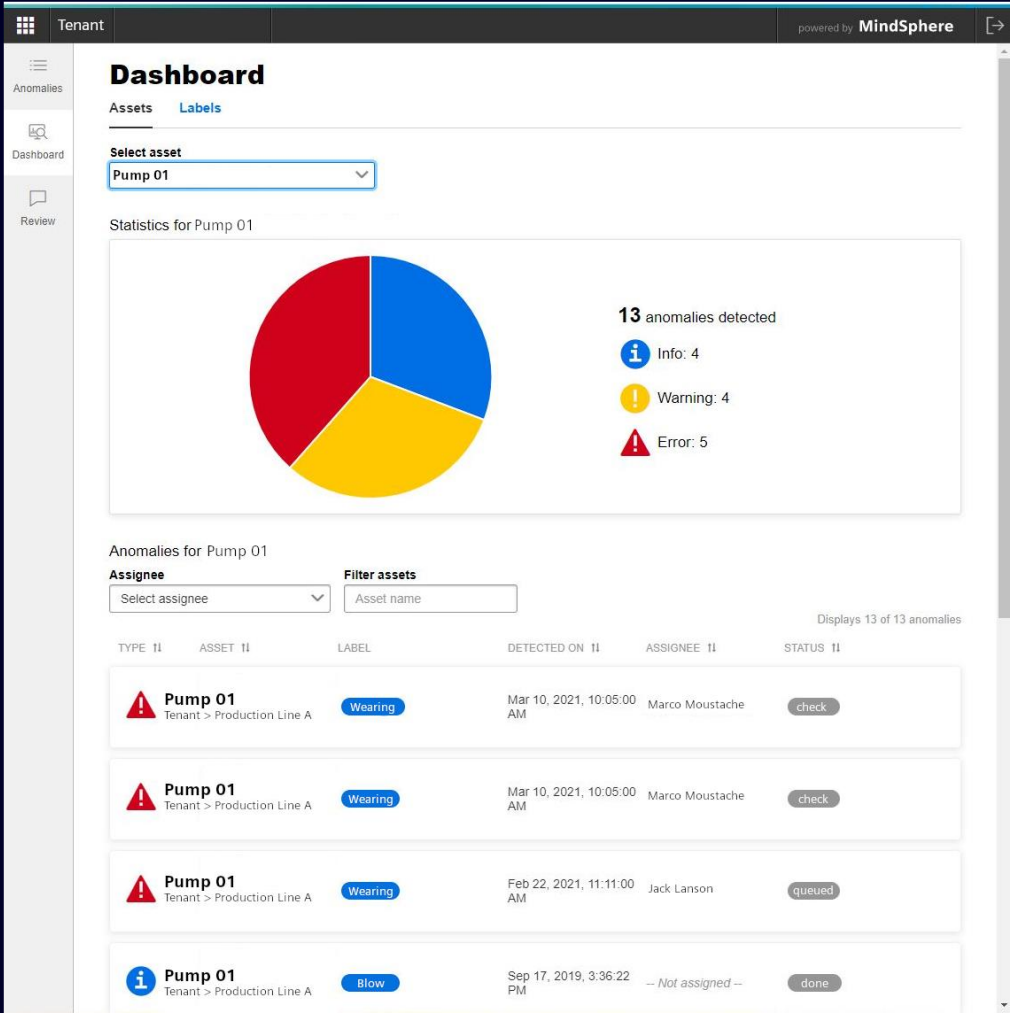 Tenant
powered by MindSphere
Anomalies
Dashboard
Review
Dashboard
Assets Labels
Select asset
Pump 01
Statistics for Pump 01
13 anomalies detected
Info: 4
Warning: 4
Error: 5
Anomalies for Pump 01
Assignee Filter assets
Select assignee Asset name
Displays 13 of 13 anomalies
TYPE ASSET LABEL DETECTED ON ASSIGNEE STATUS
Pump 01
Tenant > Production Line A
Wearing
Mar 10, 2021, 10:05:00
AM
Marco Moustache
check
Pump 01
Tenant > Production Line A
Wearing
Mar 10, 2021, 10:05:00
AM
Marco Moustache
check
Pump 01
Tenant > Production Line A
Wearing
Feb 22, 2021, 11:11:00
AM
Jack Lanson
queued
Pump 01
Tenant > Production Line A
Blow
Sep 17, 2019, 3:36:22
PM
-- Not assigned --
done